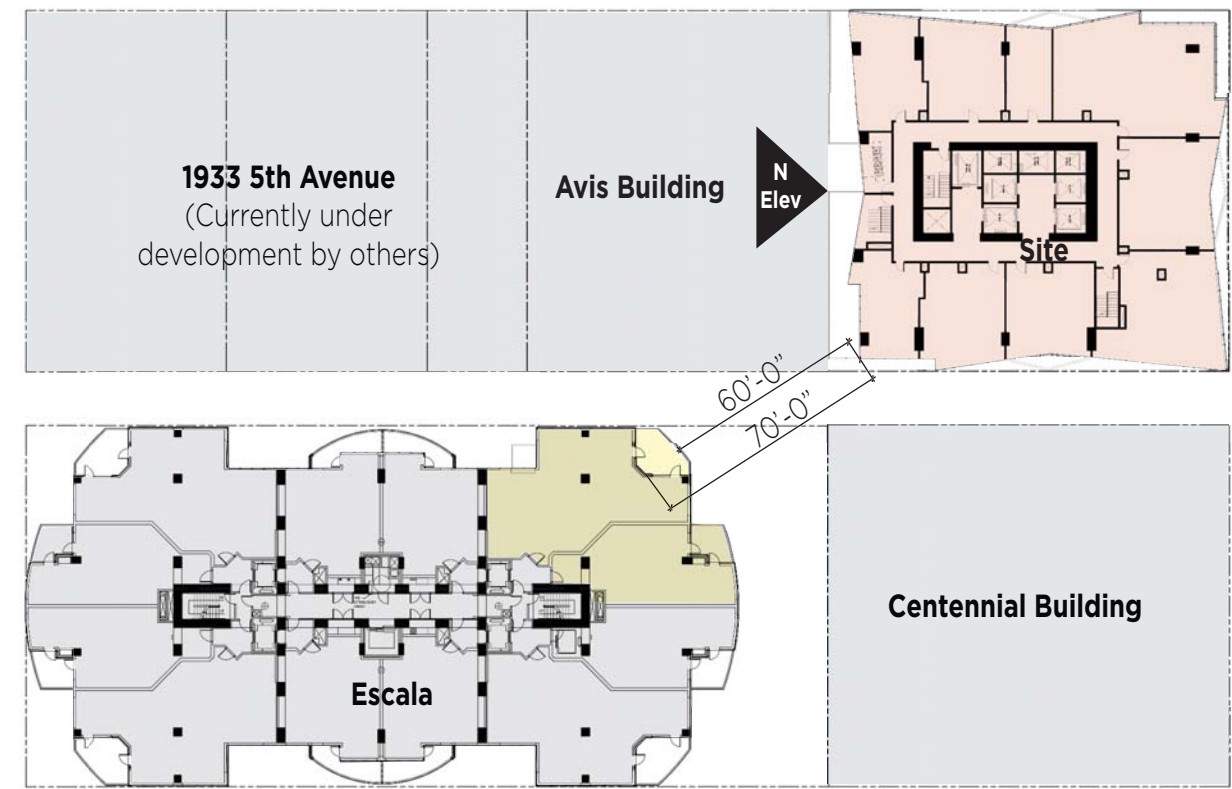 1933 5th Avenue
(Currently under
development by others)
Avis Building
N
Elev
Site
60'-0"
70'-0"
Escala
Centennial Building